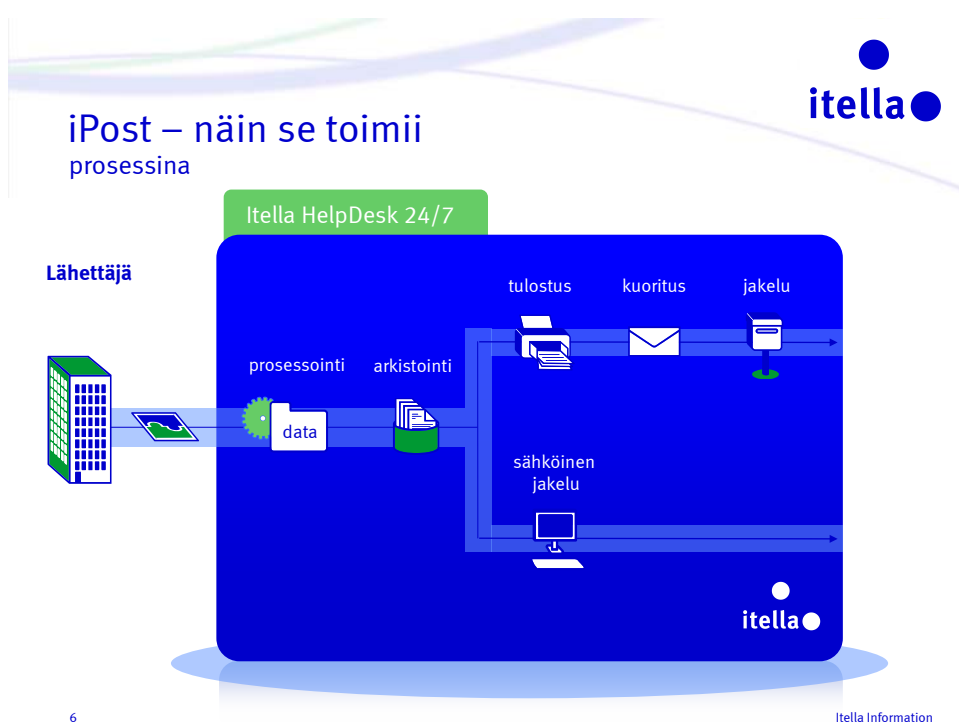 itella
iPost – näin se toimii
prosessina
Itella HelpDesk 24/7
Lähettäjä
tulostus
kuoritus
jakelu
prosessointi
arkistointi
data
sähköinen
jakelu
itella
6
Itella Information